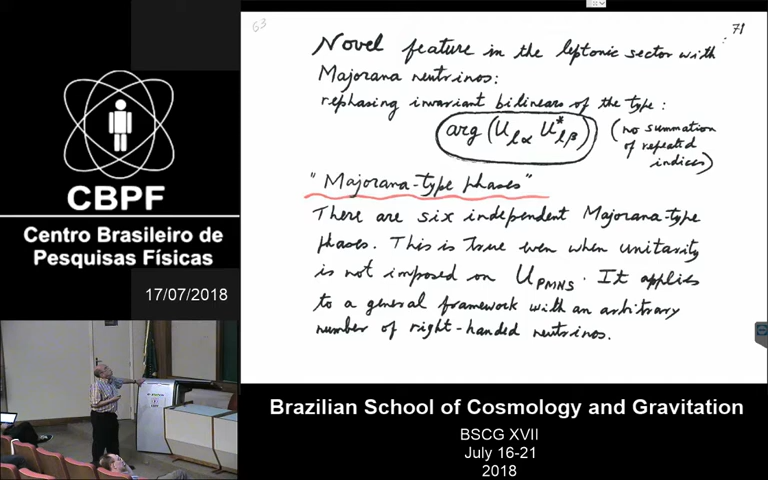 63
71
Novel feature in the leptonic sector with
Majorana neutrinos:
rephasing invariant bilinears of the type:
arg (U_lα U*_lβ) (no summation
of repeated
indices)
"Majorana-type phases"
There are six independent Majorana-type
phases. This is true even when unitarity
is not imposed on U_PMNS. It applies
to a general framework with an arbitrary
number of right-handed neutrinos.
CBPF
Centro Brasileiro de
Pesquisas Físicas
17/07/2018
Brazilian School of Cosmology and Gravitation
BSCG XVII
July 16-21
2018